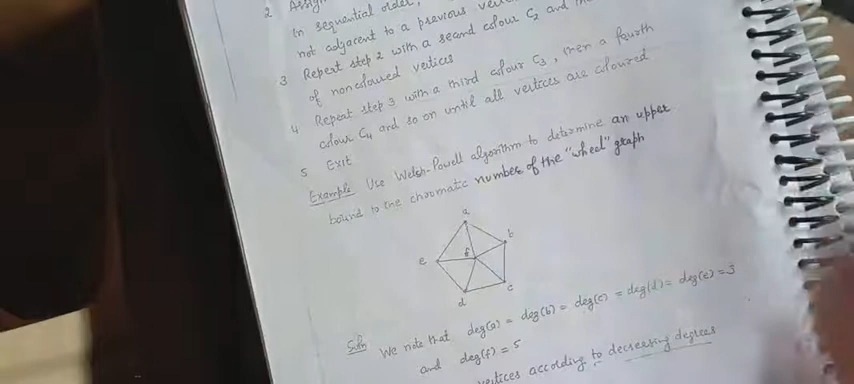 2 Assign
in sequential order,
not adjacent to a previous
3 Repeat step 2 with a second colour C2 and the
of noncoloured vertices
4 Repeat step 3 with a third colour C3, then a fourth
colour C4 and so on until all vertices are coloured
5 Exit
Example Use Welsh-Powell algorithm to determine an upper
bound to the chromatic number of the "wheel" graph
a
b
e
f
c
d
Soln We note that deg(a) = deg(b) = deg(c) = deg(d) = deg(e) = 3
and deg(f) = 5
vertices according to decreasing degrees